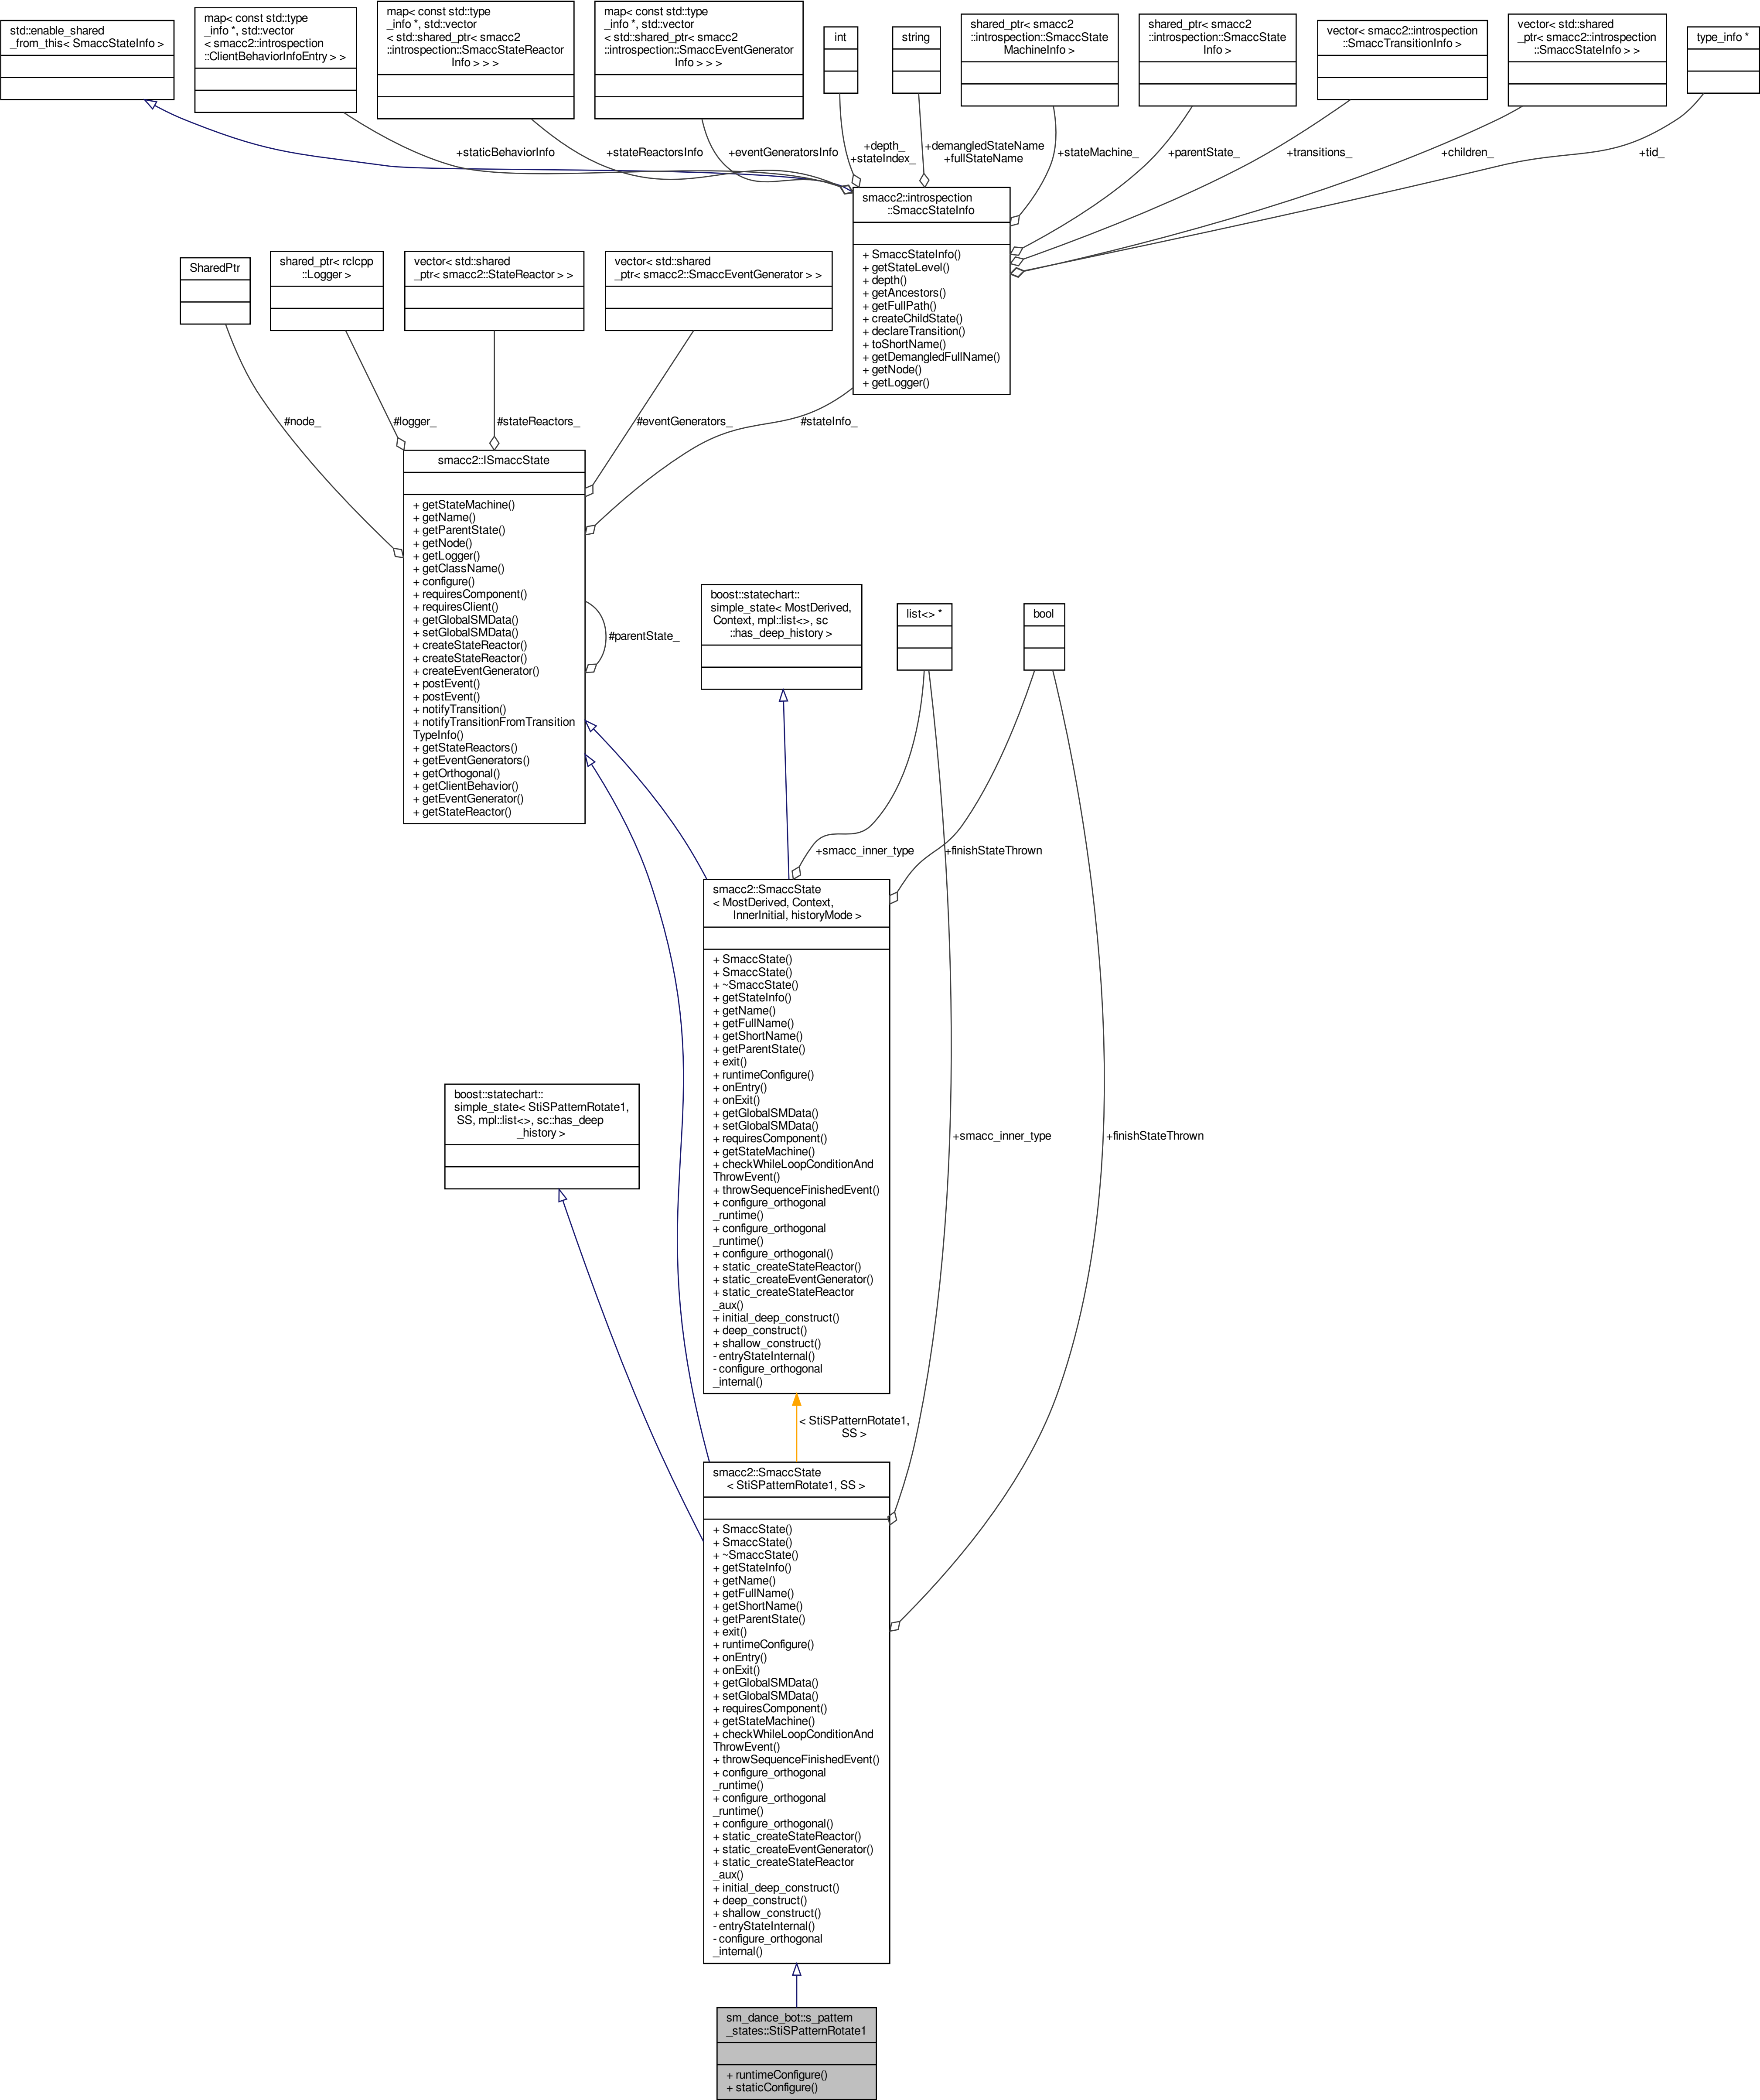 std::enable_shared
_from_this< SmaccStateInfo >
map< const std::type
_info *, std::vector
< smacc2::introspection
::ClientBehaviorInfoEntry > >
map< const std::type
_info *, std::vector
< std::shared_ptr< smacc2
::introspection::SmaccStateReactor
Info > > >
map< const std::type
_info *, std::vector
< std::shared_ptr< smacc2
::introspection::SmaccEventGenerator
Info > > >
int
string
shared_ptr< smacc2
::introspection::SmaccState
MachineInfo >
shared_ptr< smacc2
::introspection::SmaccState
Info >
vector< smacc2::introspection
::SmaccTransitionInfo >
vector< std::shared
_ptr< smacc2::introspection
::SmaccStateInfo > >
type_info *
+staticBehaviorInfo
+stateReactorsInfo
+eventGeneratorsInfo
+depth_
+stateIndex_
+demangledStateName
+fullStateName
+stateMachine_
+parentState_
+transitions_
+children_
+tid_
smacc2::introspection
::SmaccStateInfo
+ SmaccStateInfo()
+ getStateLevel()
+ depth()
+ getAncestors()
+ getFullPath()
+ createChildState()
+ declareTransition()
+ toShortName()
+ getDemangledFullName()
+ getNode()
+ getLogger()
SharedPtr
shared_ptr< rclcpp
::Logger >
vector< std::shared
_ptr< smacc2::StateReactor > >
vector< std::shared
_ptr< smacc2::SmaccEventGenerator > >
#node_
#logger_
#stateReactors_
#eventGenerators_
#stateInfo_
smacc2::ISmaccState
+ getStateMachine()
+ getName()
+ getParentState()
+ getNode()
+ getLogger()
+ getClassName()
+ configure()
+ requiresComponent()
+ requiresClient()
+ getGlobalSMData()
+ setGlobalSMData()
+ createStateReactor()
+ createStateReactor()
+ createEventGenerator()
+ postEvent()
+ postEvent()
+ notifyTransition()
+ notifyTransitionFromTransition
TypeInfo()
+ getStateReactors()
+ getEventGenerators()
+ getOrthogonal()
+ getClientBehavior()
+ getEventGenerator()
+ getStateReactor()
#parentState_
boost::statechart::
simple_state< MostDerived,
Context, mpl::list<>, sc
::has_deep_history >
list<> *
bool
+smacc_inner_type
+finishStateThrown
smacc2::SmaccState
< MostDerived, Context,
InnerInitial, historyMode >
+ SmaccState()
+ SmaccState()
+ ~SmaccState()
+ getStateInfo()
+ getName()
+ getFullName()
+ getShortName()
+ getParentState()
+ exit()
+ runtimeConfigure()
+ onEntry()
+ onExit()
+ getGlobalSMData()
+ setGlobalSMData()
+ requiresComponent()
+ getStateMachine()
+ checkWhileLoopConditionAnd
ThrowEvent()
+ throwSequenceFinishedEvent()
+ configure_orthogonal
_runtime()
+ configure_orthogonal
_runtime()
+ configure_orthogonal()
+ static_createStateReactor()
+ static_createEventGenerator()
+ static_createStateReactor
_aux()
+ initial_deep_construct()
+ deep_construct()
+ shallow_construct()
- entryStateInternal()
- configure_orthogonal
_internal()
boost::statechart::
simple_state< StiSPatternRotate1,
SS, mpl::list<>, sc::has_deep
_history >
+smacc_inner_type
+finishStateThrown
< StiSPatternRotate1,
SS >
smacc2::SmaccState
< StiSPatternRotate1, SS >
+ SmaccState()
+ SmaccState()
+ ~SmaccState()
+ getStateInfo()
+ getName()
+ getFullName()
+ getShortName()
+ getParentState()
+ exit()
+ runtimeConfigure()
+ onEntry()
+ onExit()
+ getGlobalSMData()
+ setGlobalSMData()
+ requiresComponent()
+ getStateMachine()
+ checkWhileLoopConditionAnd
ThrowEvent()
+ throwSequenceFinishedEvent()
+ configure_orthogonal
_runtime()
+ configure_orthogonal
_runtime()
+ configure_orthogonal()
+ static_createStateReactor()
+ static_createEventGenerator()
+ static_createStateReactor
_aux()
+ initial_deep_construct()
+ deep_construct()
+ shallow_construct()
- entryStateInternal()
- configure_orthogonal
_internal()
sm_dance_bot::s_pattern
_states::StiSPatternRotate1
+ runtimeConfigure()
+ staticConfigure()